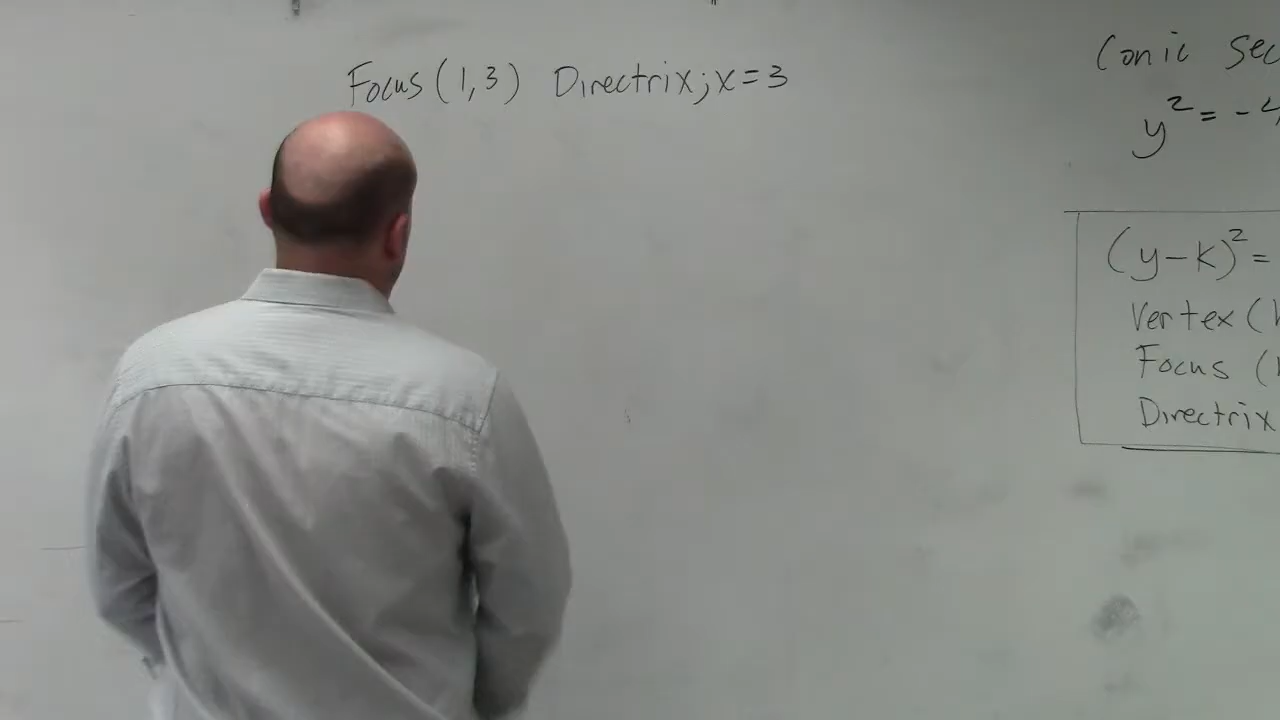 Focus (1,3) Directrix; x=3
Conic Sec
y² = -4
(y-k)² =
Vertex (
Focus (
Directrix